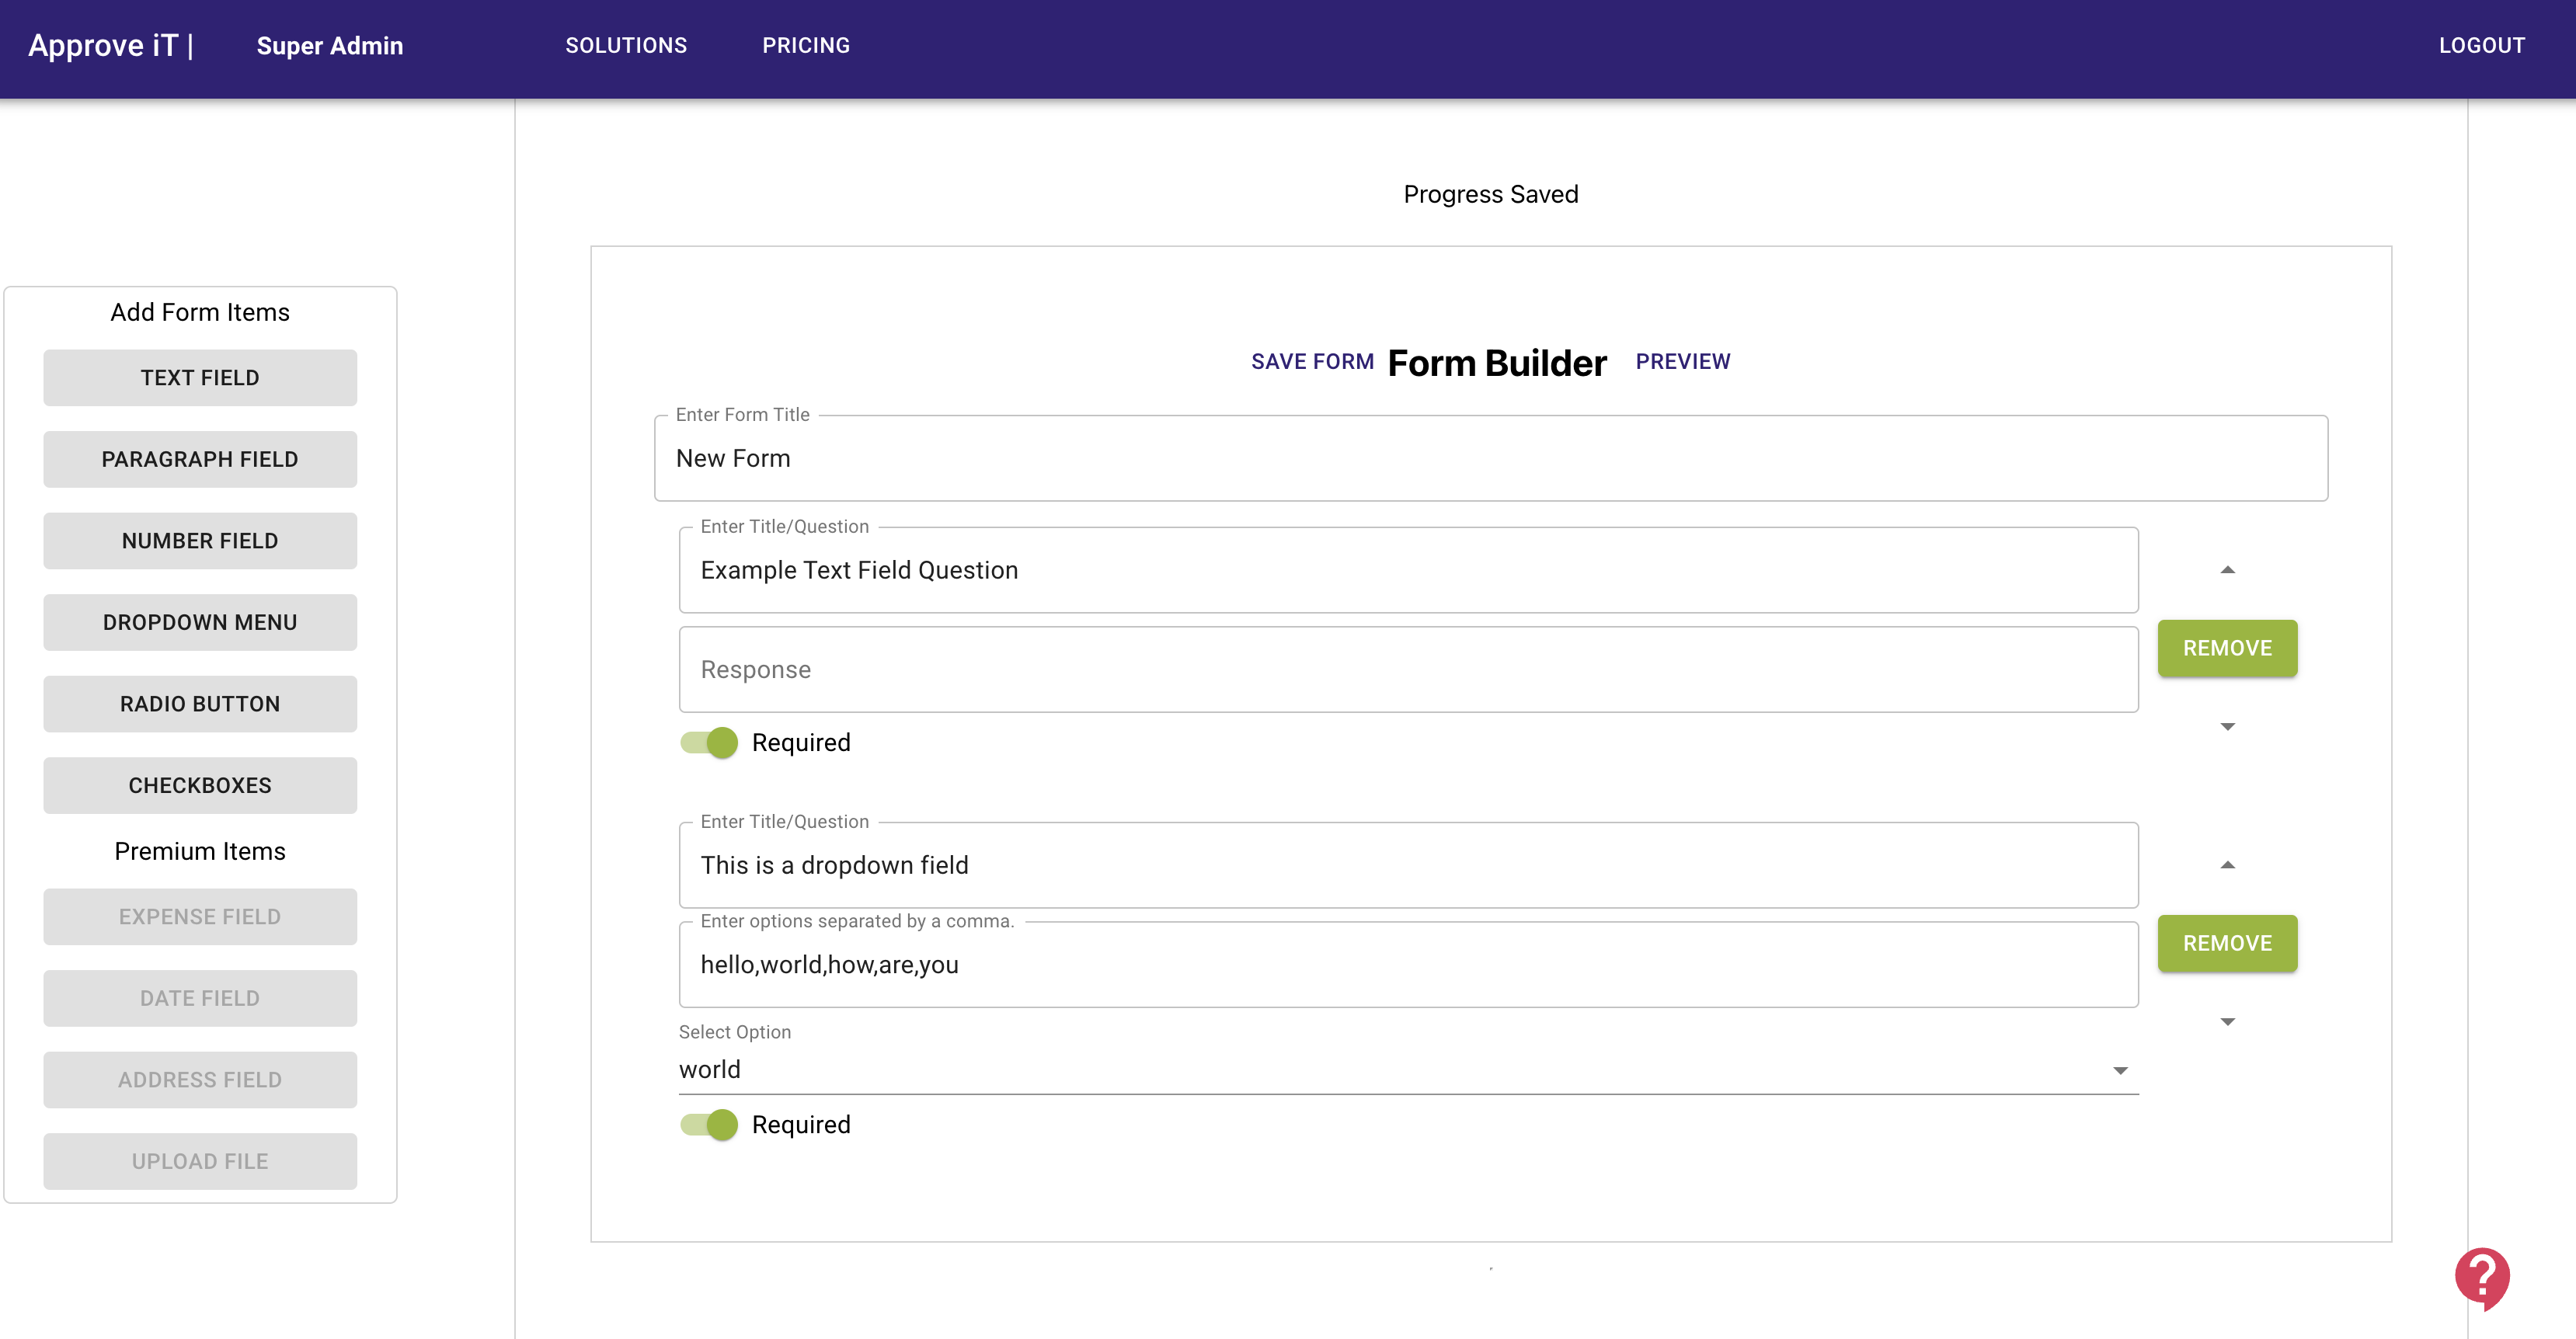 Approve iT | Super Admin SOLUTIONS PRICING LOGOUT
Progress Saved
Add Form Items
TEXT FIELD
PARAGRAPH FIELD
NUMBER FIELD
DROPDOWN MENU
RADIO BUTTON
CHECKBOXES
Premium Items
EXPENSE FIELD
DATE FIELD
ADDRESS FIELD
UPLOAD FILE
SAVE FORM Form Builder PREVIEW
Enter Form Title
New Form
Enter Title/Question
Example Text Field Question
Response
REMOVE
Required
Enter Title/Question
This is a dropdown field
Enter options separated by a comma.
hello,world,how,are,you
REMOVE
Select Option
world
Required